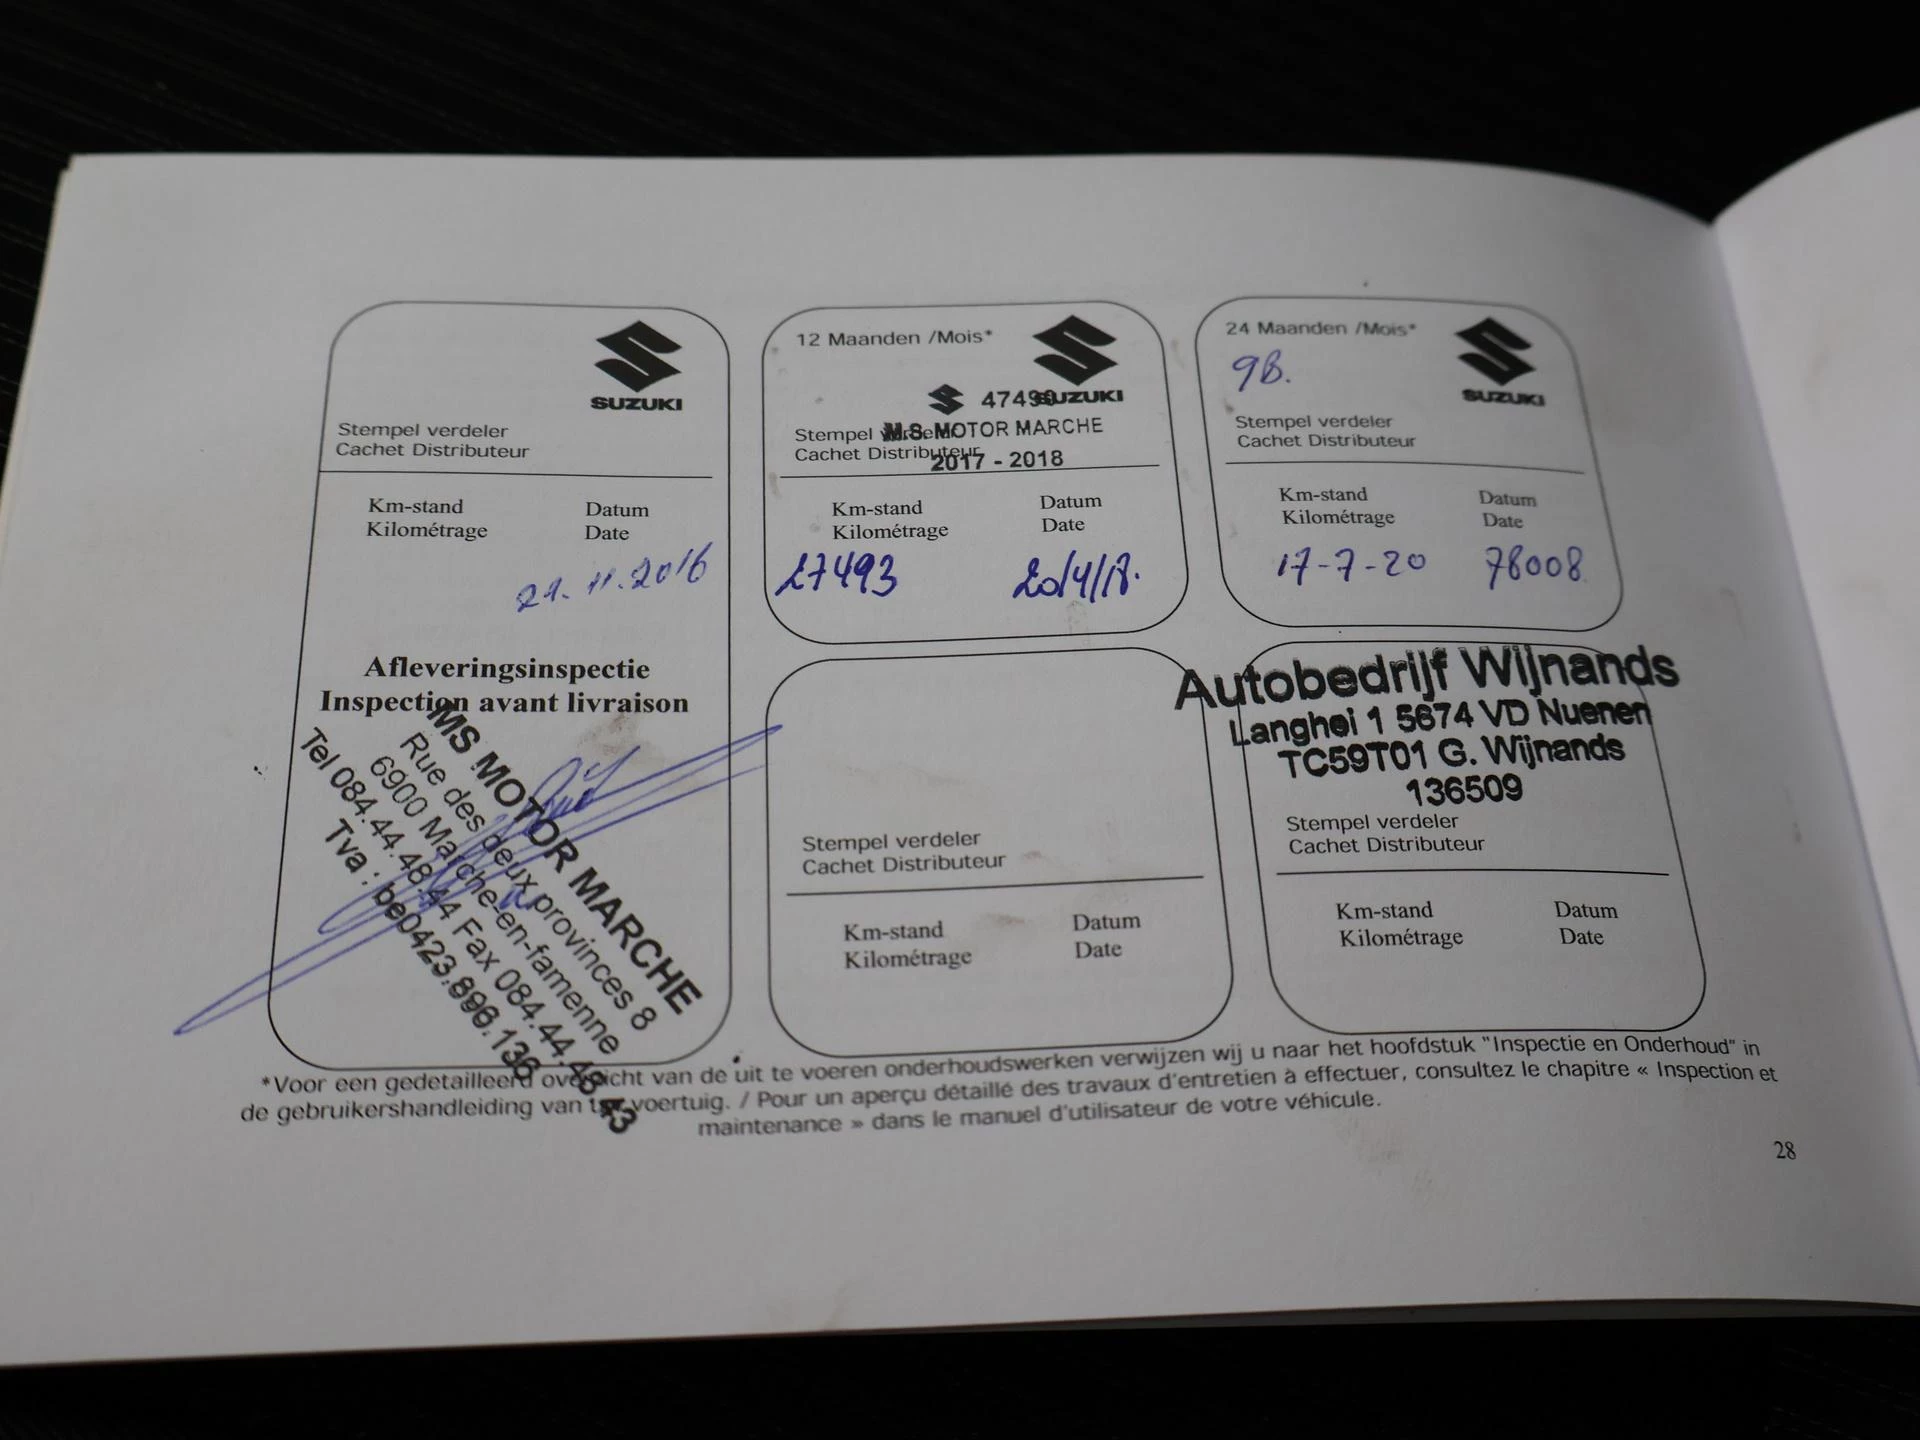 SUZUKI
Stempel verdeler
Cachet Distributeur
Km-stand Datum
Kilométrage Date
21.11.2016
Afleveringsinspectie
Inspection avant livraison
MS MOTOR MARCHE
Rue des deux provinces 8
6900 Marche-en-famenne
Tel 084.44.48.44 Fax 084.44.48.43
Tva : be0423.896.136
12 Maanden /Mois*
SUZUKI
M.S. MOTOR MARCHE
2017 - 2018
Stempel verdeler
Cachet Distributeur
Km-stand Datum
Kilométrage Date
27493 20/4/18.
24 Maanden /Mois*
9B.
SUZUKI
Stempel verdeler
Cachet Distributeur
Km-stand Datum
Kilométrage Date
17-7-20 78008
Stempel verdeler
Cachet Distributeur
Km-stand Datum
Kilométrage Date
Autobedrijf Wijnands
Langhei 1 5674 VD Nuenen
TC59T01 G. Wijnands
136509
Stempel verdeler
Cachet Distributeur
Km-stand Datum
Kilométrage Date
*Voor een gedetailleerd overzicht van de uit te voeren onderhoudswerken verwijzen wij u naar het hoofdstuk "Inspectie en Onderhoud" in
de gebruikershandleiding van uw voertuig. / Pour un aperçu détaillé des travaux d'entretien à effectuer, consultez le chapitre « Inspection et
maintenance » dans le manuel d'utilisateur de votre véhicule.
28